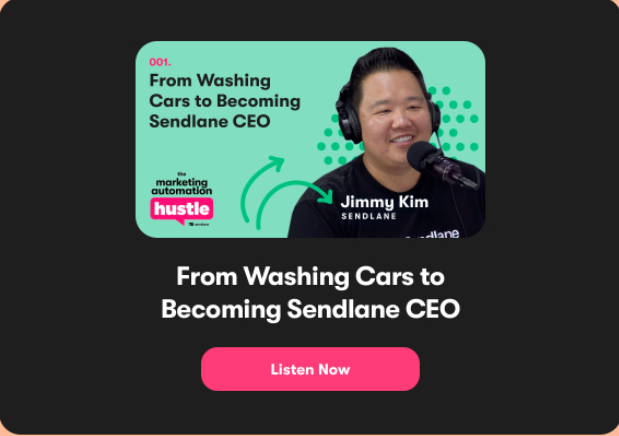 001.
From Washing
Cars to Becoming
Sendlane CEO
the
marketing
automation
hustle
Jimmy Kim
SENDLANE
From Washing Cars to
Becoming Sendlane CEO
Listen Now